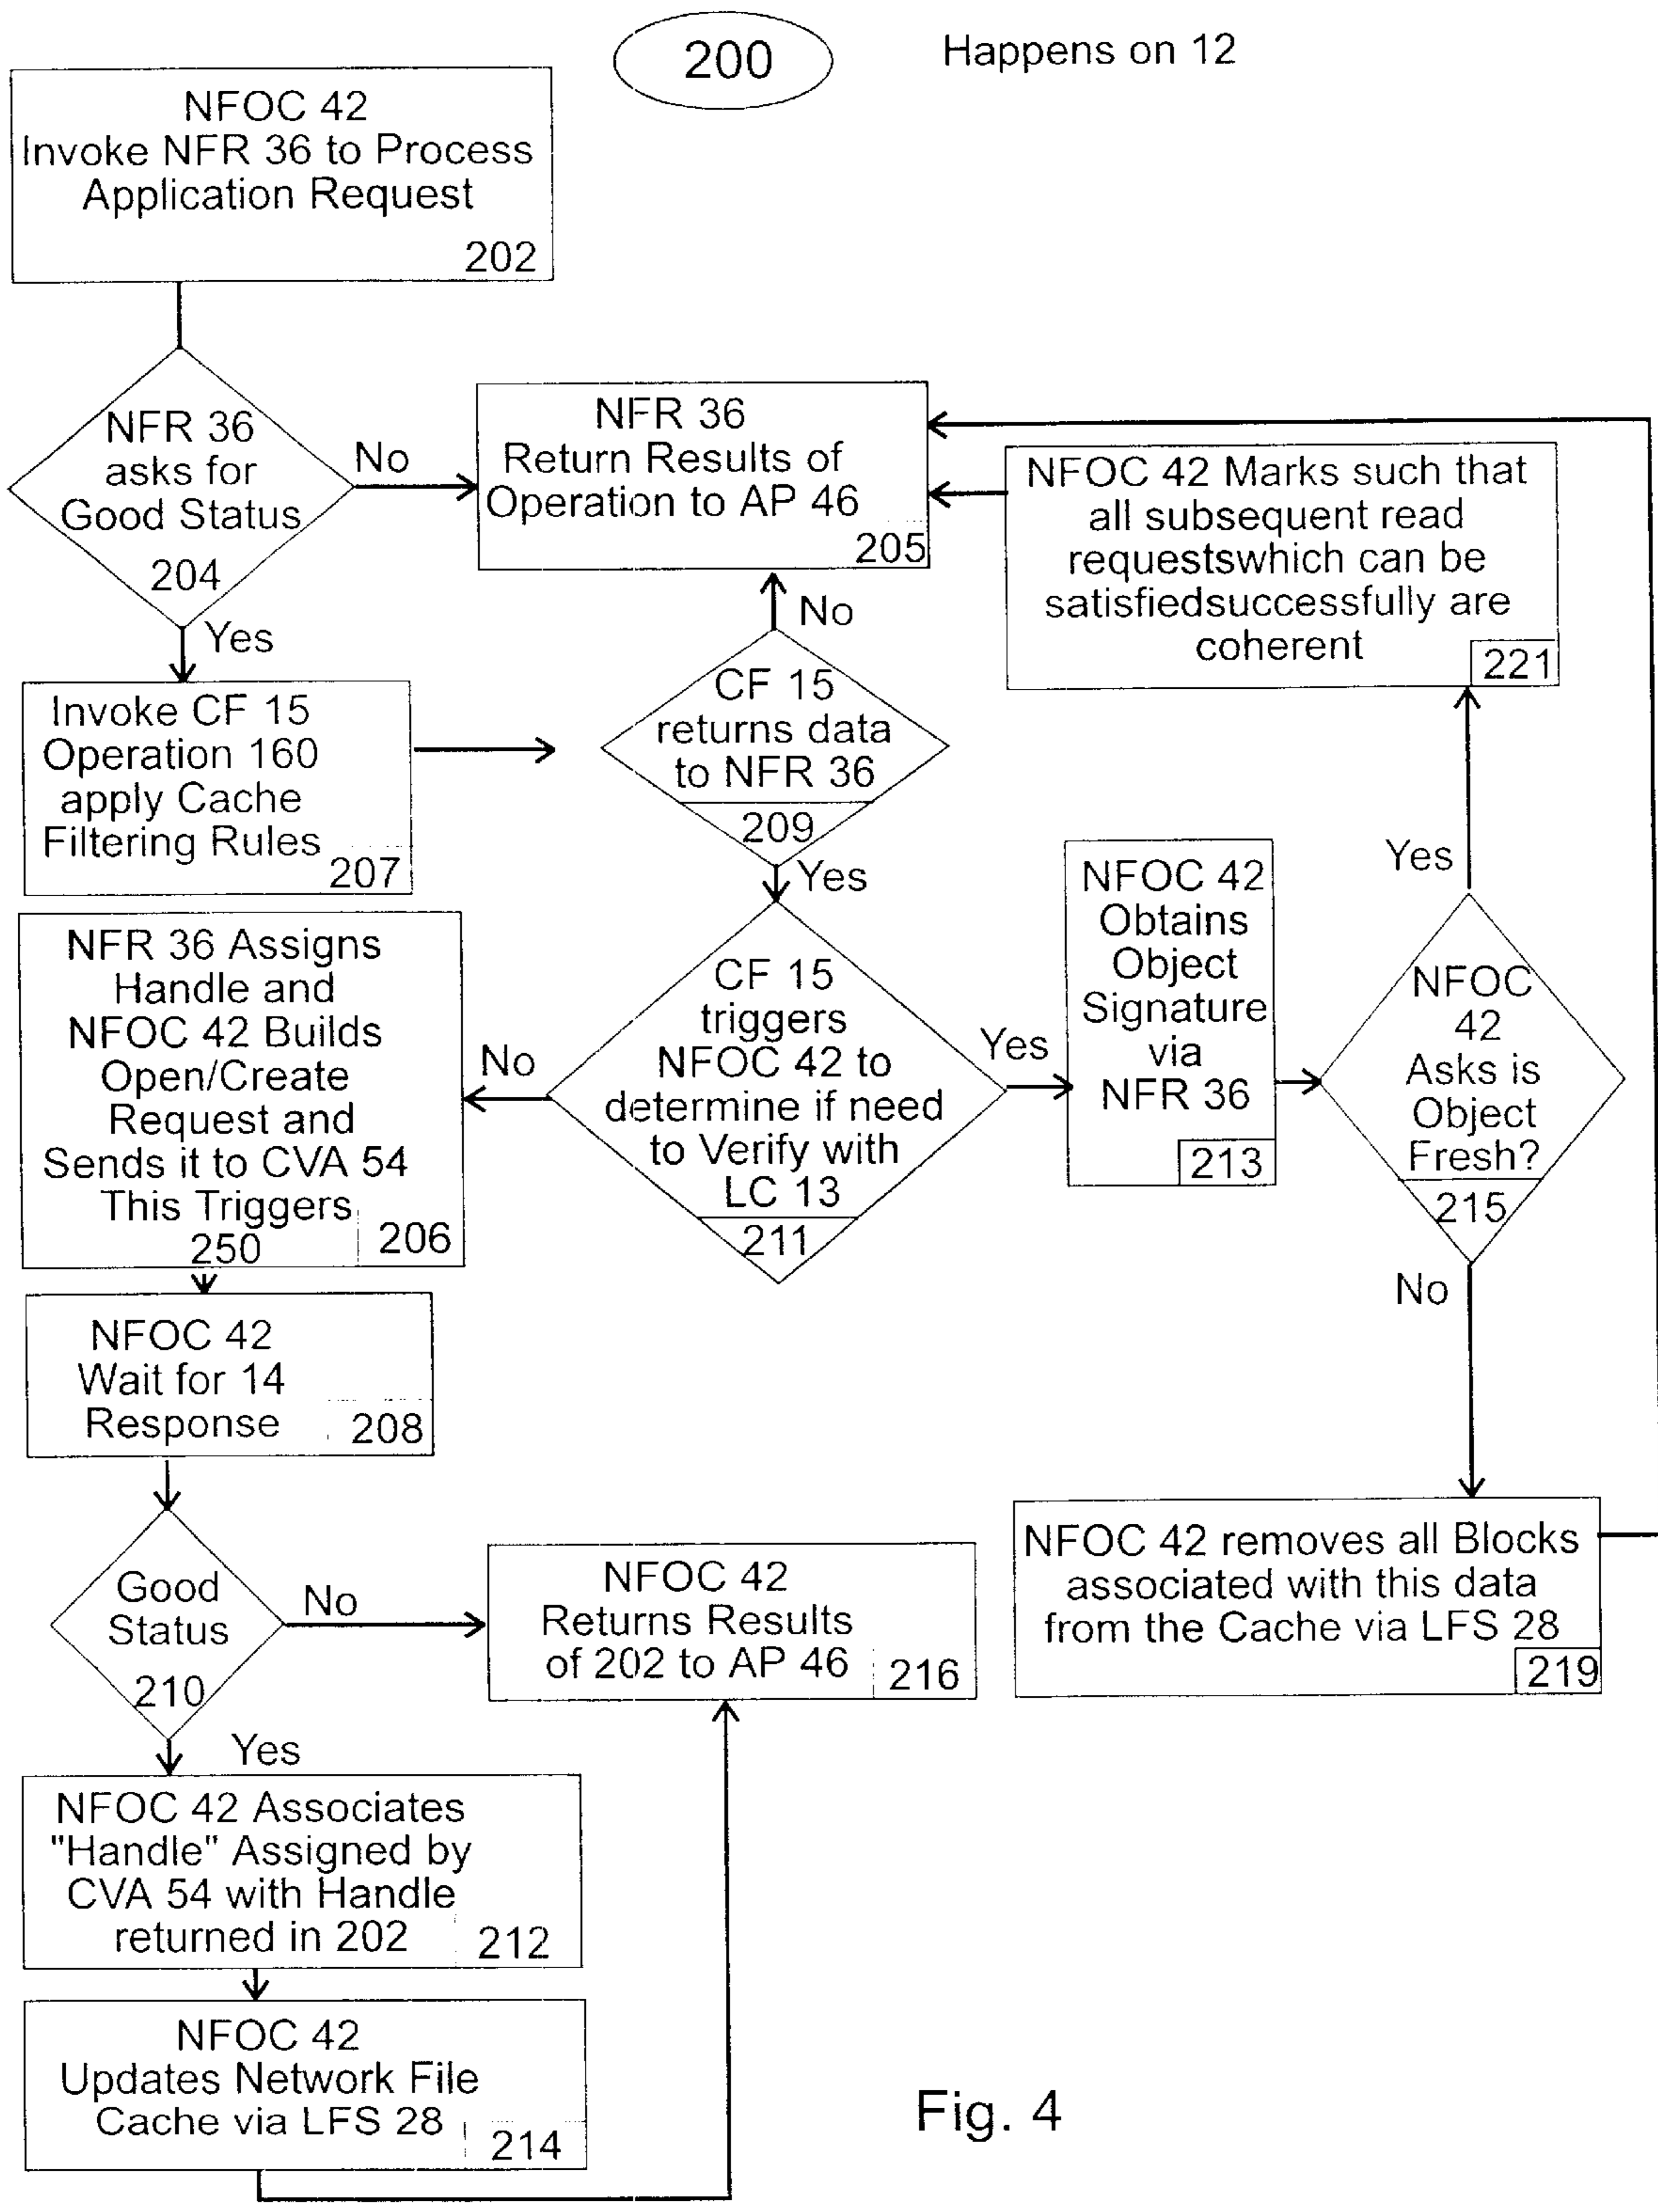 200
Happens on 12
NFOC 42
Invoke NFR 36 to Process
Application Request
202
NFR 36
asks for
Good Status
204
No
Yes
NFR 36
Return Results of
Operation to AP 46
205
NFOC 42 Marks such that
all subsequent read
requestswhich can be
satisfiedsuccessfully are
coherent
221
Invoke CF 15
Operation 160
apply Cache
Filtering Rules
207
No
CF 15
returns data
to NFR 36
209
Yes
NFR 36 Assigns
Handle and
NFOC 42 Builds
Open/Create
Request and
Sends it to CVA 54
This Triggers
250
206
No
CF 15
triggers
NFOC 42 to
determine if need
to Verify with
LC 13
211
Yes
NFOC 42
Obtains
Object
Signature
via
NFR 36
213
Yes
NFOC
42
Asks is
Object
Fresh?
215
No
NFOC 42
Wait for 14
Response
208
Good
Status
210
No
Yes
NFOC 42
Returns Results
of 202 to AP 46
216
NFOC 42 removes all Blocks
associated with this data
from the Cache via LFS 28
219
NFOC 42 Associates
"Handle" Assigned by
CVA 54 with Handle
returned in 202
212
NFOC 42
Updates Network File
Cache via LFS 28
214
Fig. 4